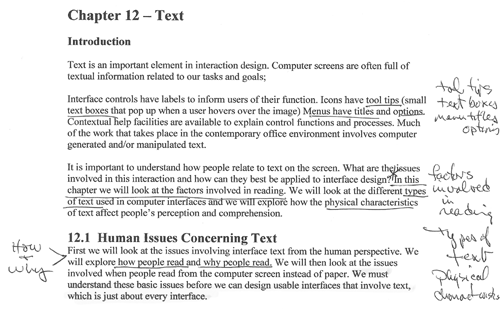 Chapter 12 – Text
Introduction
Text is an important element in interaction design. Computer screens are often full of
textual information related to our tasks and goals;
Interface controls have labels to inform users of their function. Icons have tool tips (small
text boxes that pop up when a user hovers over the image) Menus have titles and options.
Contextual help facilities are available to explain control functions and processes. Much
of the work that takes place in the contemporary office environment involves computer
generated and/or manipulated text.
tool tips
text boxes
menu titles
options
It is important to understand how people relate to text on the screen. What are the issues
involved in this interaction and how can they best be applied to interface design? In this
chapter we will look at the factors involved in reading. We will look at the different types
of text used in computer interfaces and we will explore how the physical characteristics
of text affect people's perception and comprehension.
factors
involved
in
reading
types of
text
physical
characteristics
12.1 Human Issues Concerning Text
How
+
why
First we will look at the issues involving interface text from the human perspective. We
will explore how people read and why people read. We will then look at the issues
involved when people read from the computer screen instead of paper. We must
understand these basic issues before we can design usable interfaces that involve text,
which is just about every interface.